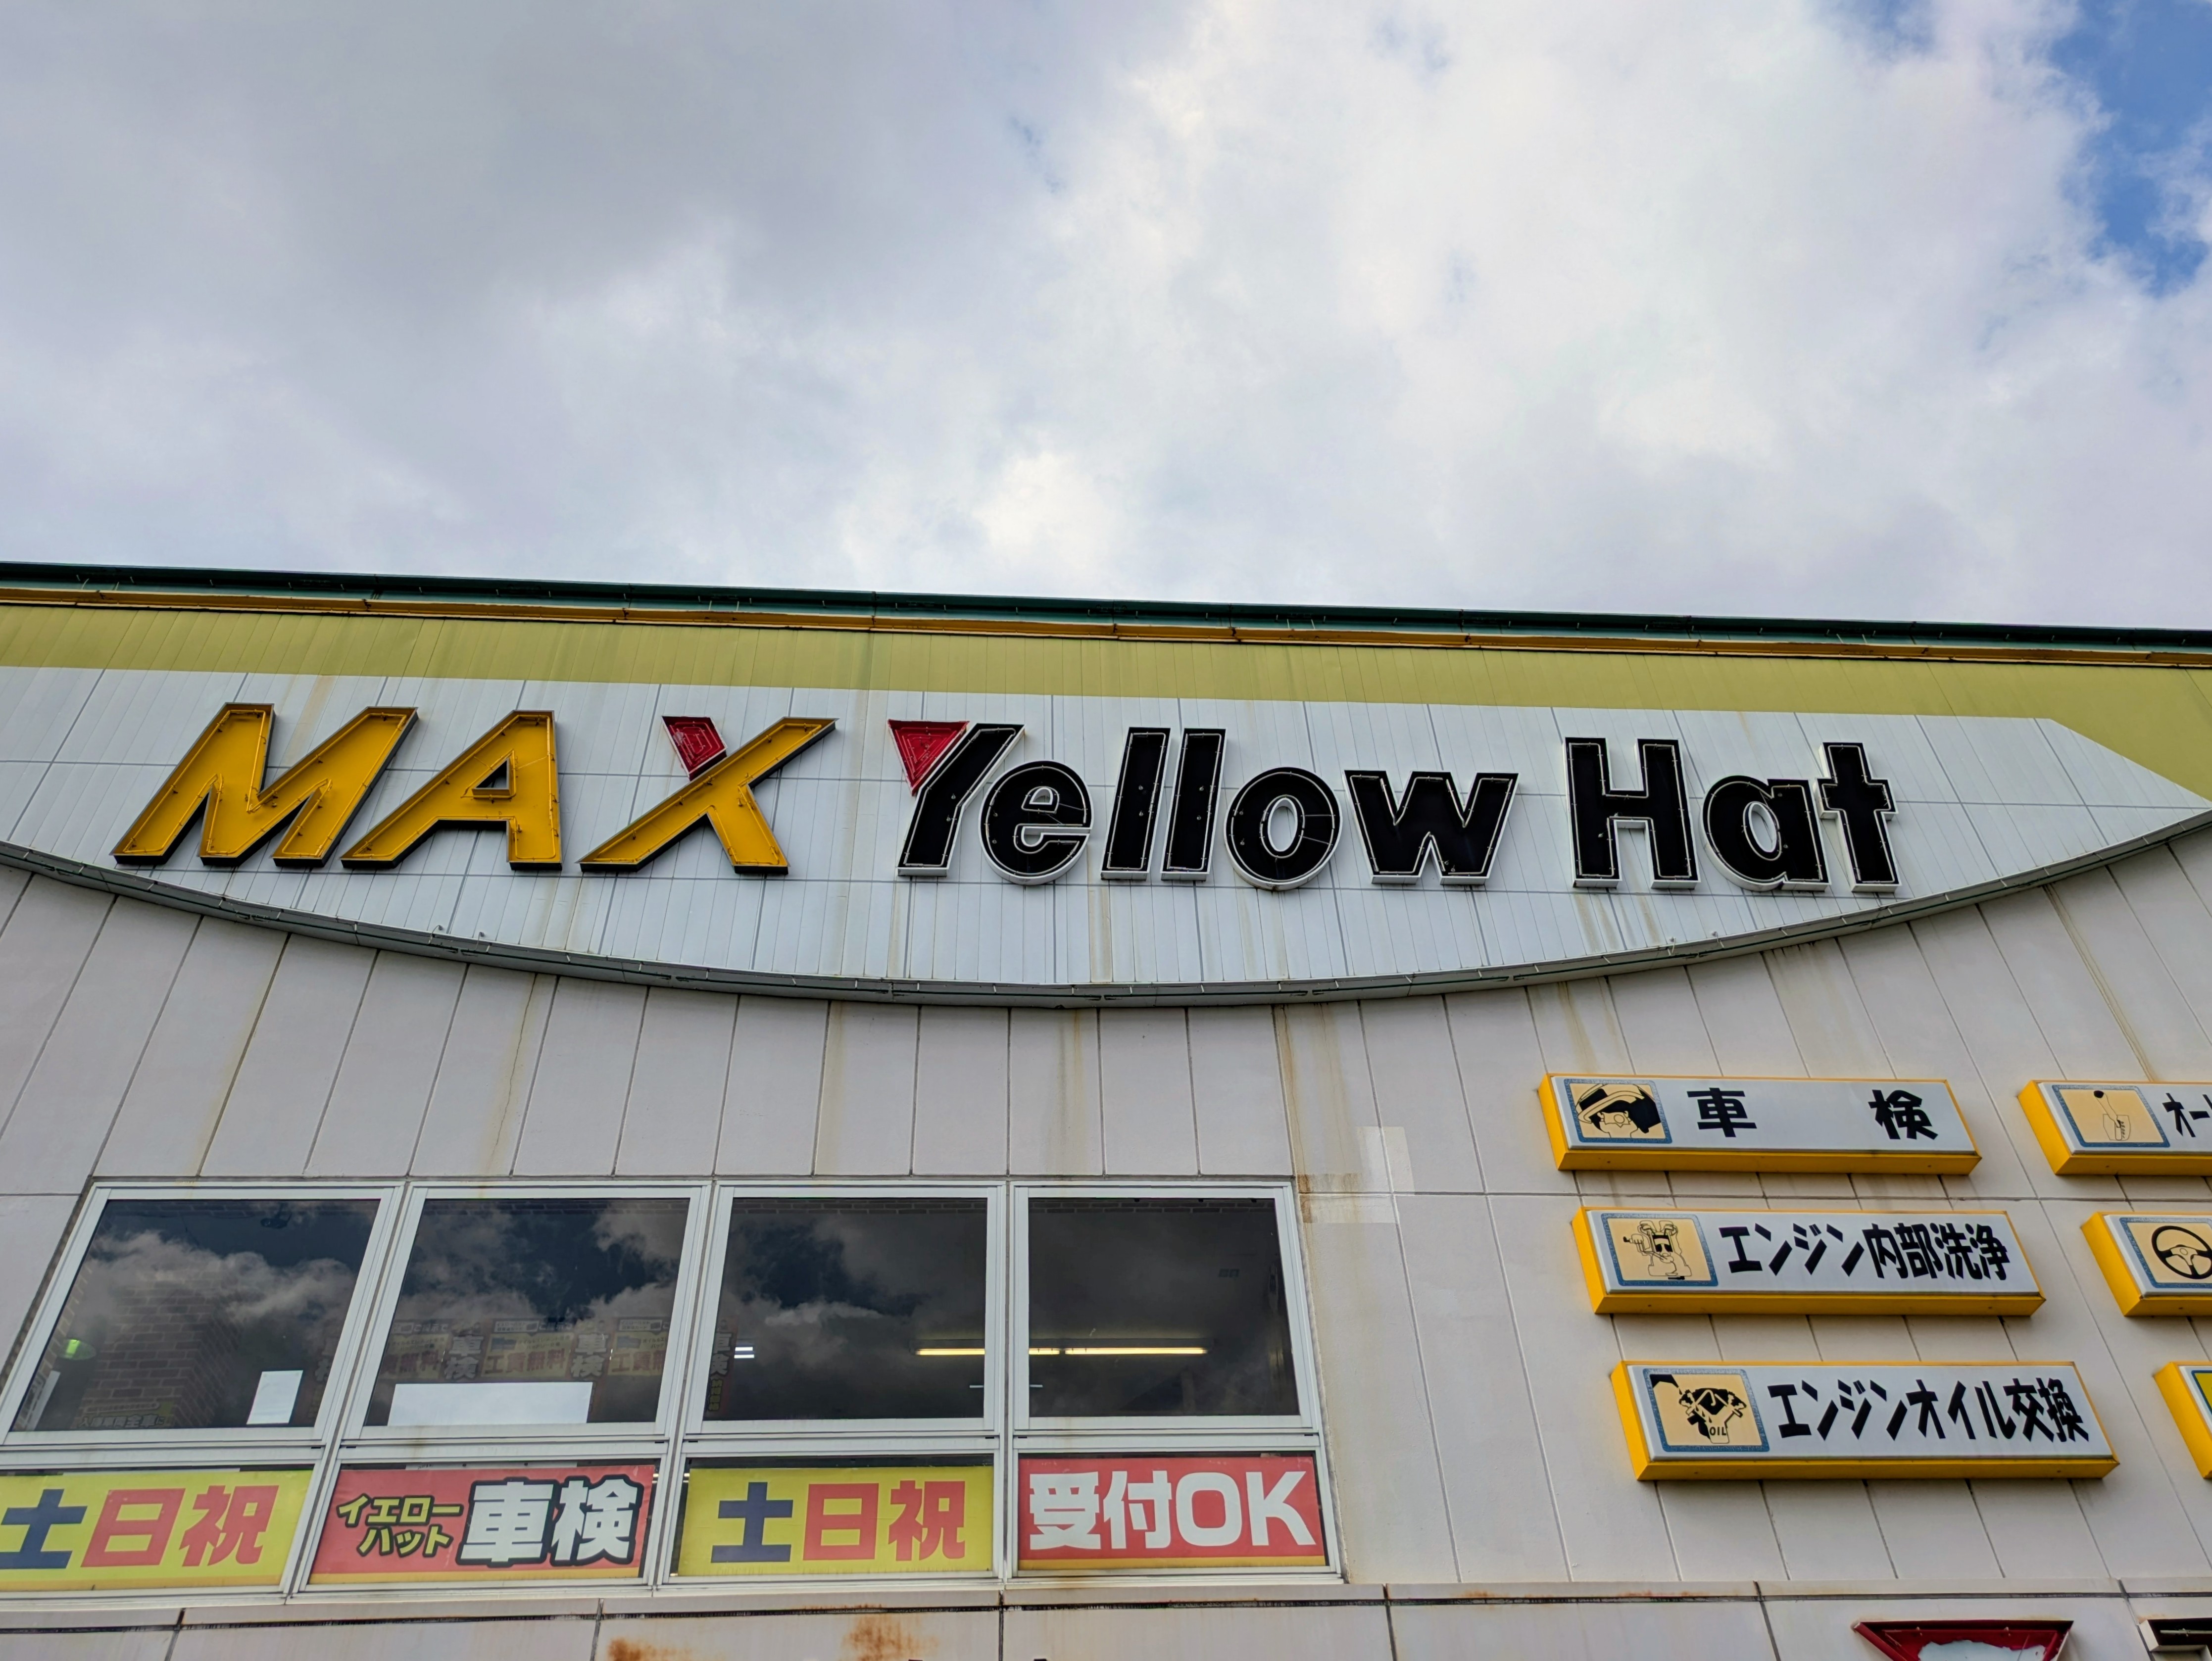 MAX Yellow Hat
車検
エンジン内部洗浄
エンジンオイル交換
OIL
土日祝
イエロー
ハット
車検
土日祝
受付OK